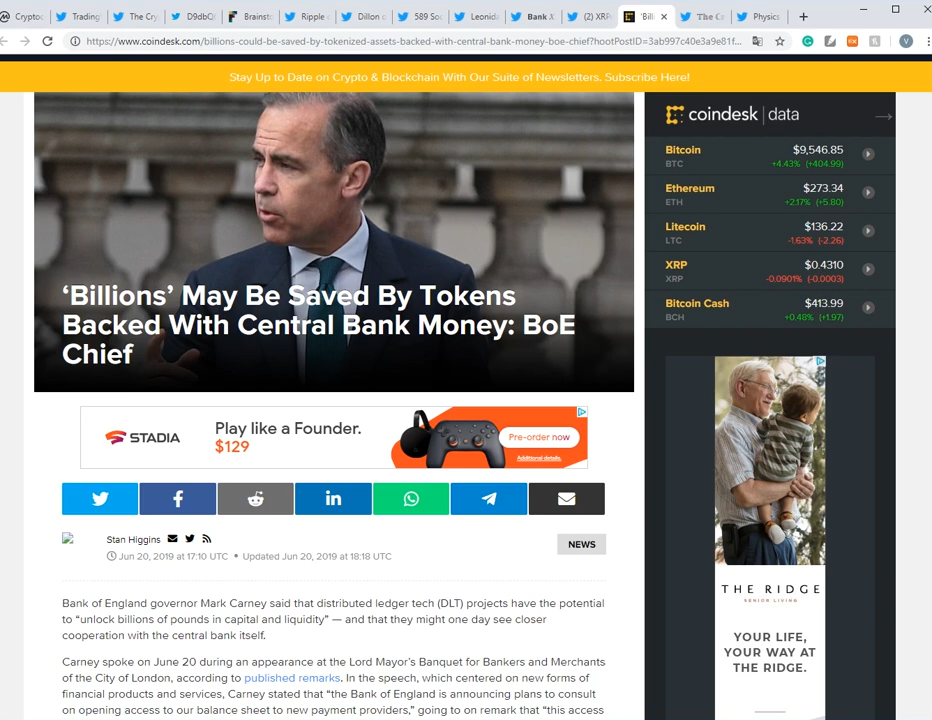 Cryptoc
Trading
The Cry
D9dbC
Brainsto
Ripple
Dillon
589 Soc
Leonida
Bank
(2) XRP
'Bill
The Ca
Physics
https://www.coindesk.com/billions-could-be-saved-by-tokenized-assets-backed-with-central-bank-money-boe-chief?hootPostID=3ab997c40e3a9e81f...
V
Stay Up to Date on Crypto & Blockchain With Our Suite of Newsletters. Subscribe Here!
‘Billions’ May Be Saved By Tokens
Backed With Central Bank Money: BoE
Chief
STADIA
Play like a Founder.
$129
Pre-order now
Additional details.
Stan Higgins
Jun 20, 2019 at 17:10 UTC • Updated Jun 20, 2019 at 18:18 UTC
NEWS
Bank of England governor Mark Carney said that distributed ledger tech (DLT) projects have the potential
to “unlock billions of pounds in capital and liquidity” — and that they might one day see closer
cooperation with the central bank itself.
Carney spoke on June 20 during an appearance at the Lord Mayor’s Banquet for Bankers and Merchants
of the City of London, according to published remarks. In the speech, which centered on new forms of
financial products and services, Carney stated that “the Bank of England is announcing plans to consult
on opening access to our balance sheet to new payment providers,” going to on remark that “this access
coindesk | data
Bitcoin $9,546.85
BTC +4.43% (+404.99)
Ethereum $273.34
ETH +2.17% (+5.80)
Litecoin $136.22
LTC -1.63% (-2.26)
XRP $0.4310
XRP -0.0901% (-0.0003)
Bitcoin Cash $413.99
BCH +0.48% (+1.97)
THE RIDGE
SENIOR LIVING
YOUR LIFE,
YOUR WAY AT
THE RIDGE.